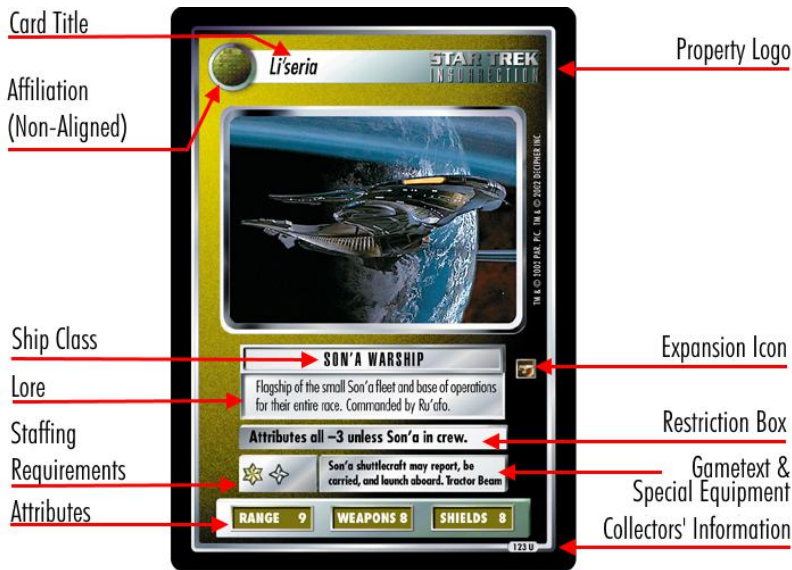 Card Title
Affiliation
(Non-Aligned)
Ship Class
Lore
Staffing
Requirements
Attributes
Li'seria
STAR TREK
INSURRECTION
TM & © 2002 PAR. PIC. TM & © 2002 DECIPHER INC.
SON'A WARSHIP
Flagship of the small Son'a fleet and base of operations
for their entire race. Commanded by Ru'afo.
Attributes all –3 unless Son'a in crew.
Son'a shuttlecraft may report, be
carried, and launch aboard. Tractor Beam
RANGE 9 WEAPONS 8 SHIELDS 8
123 U
Property Logo
Expansion Icon
Restriction Box
Gametext &
Special Equipment
Collectors' Information